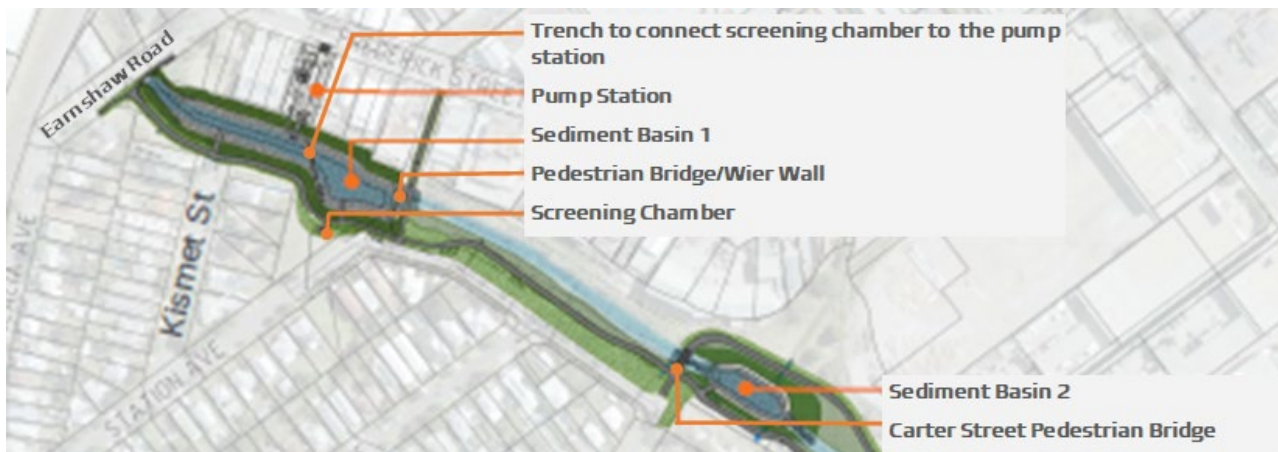 Trench to connect screening chamber to the pump
station
Pump Station
Sediment Basin 1
Pedestrian Bridge/Wier Wall
Screening Chamber
Earnshaw Road
Kismet St
STATION AVE
Sediment Basin 2
Carter Street Pedestrian Bridge